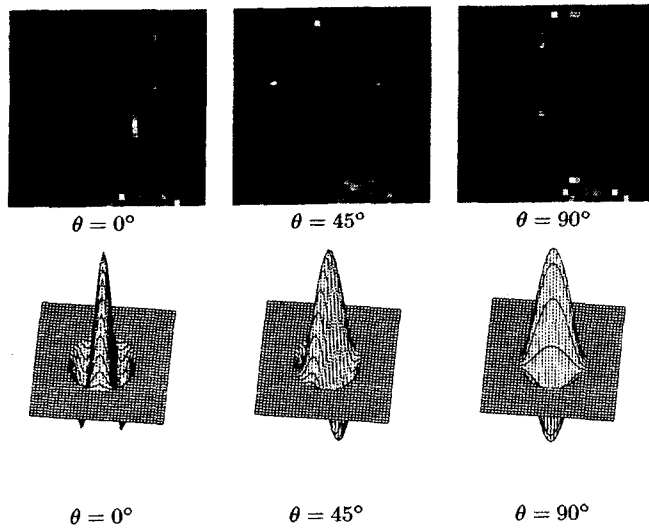 θ = 0° θ = 45° θ = 90°
θ = 0° θ = 45° θ = 90°